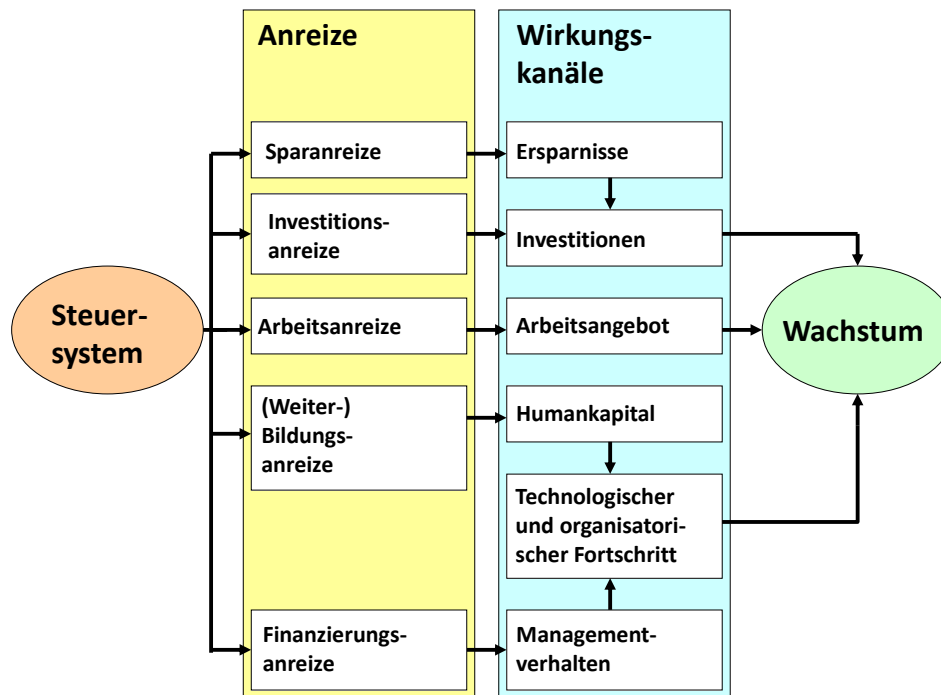 Anreize
Wirkungs-
kanäle
Sparanreize
Ersparnisse
Investitions-
anreize
Investitionen
Steuer-
system
Arbeitsanreize
Arbeitsangebot
Wachstum
(Weiter-)
Bildungs-
anreize
Humankapital
Technologischer
und organisatori-
scher Fortschritt
Finanzierungs-
anreize
Management-
verhalten